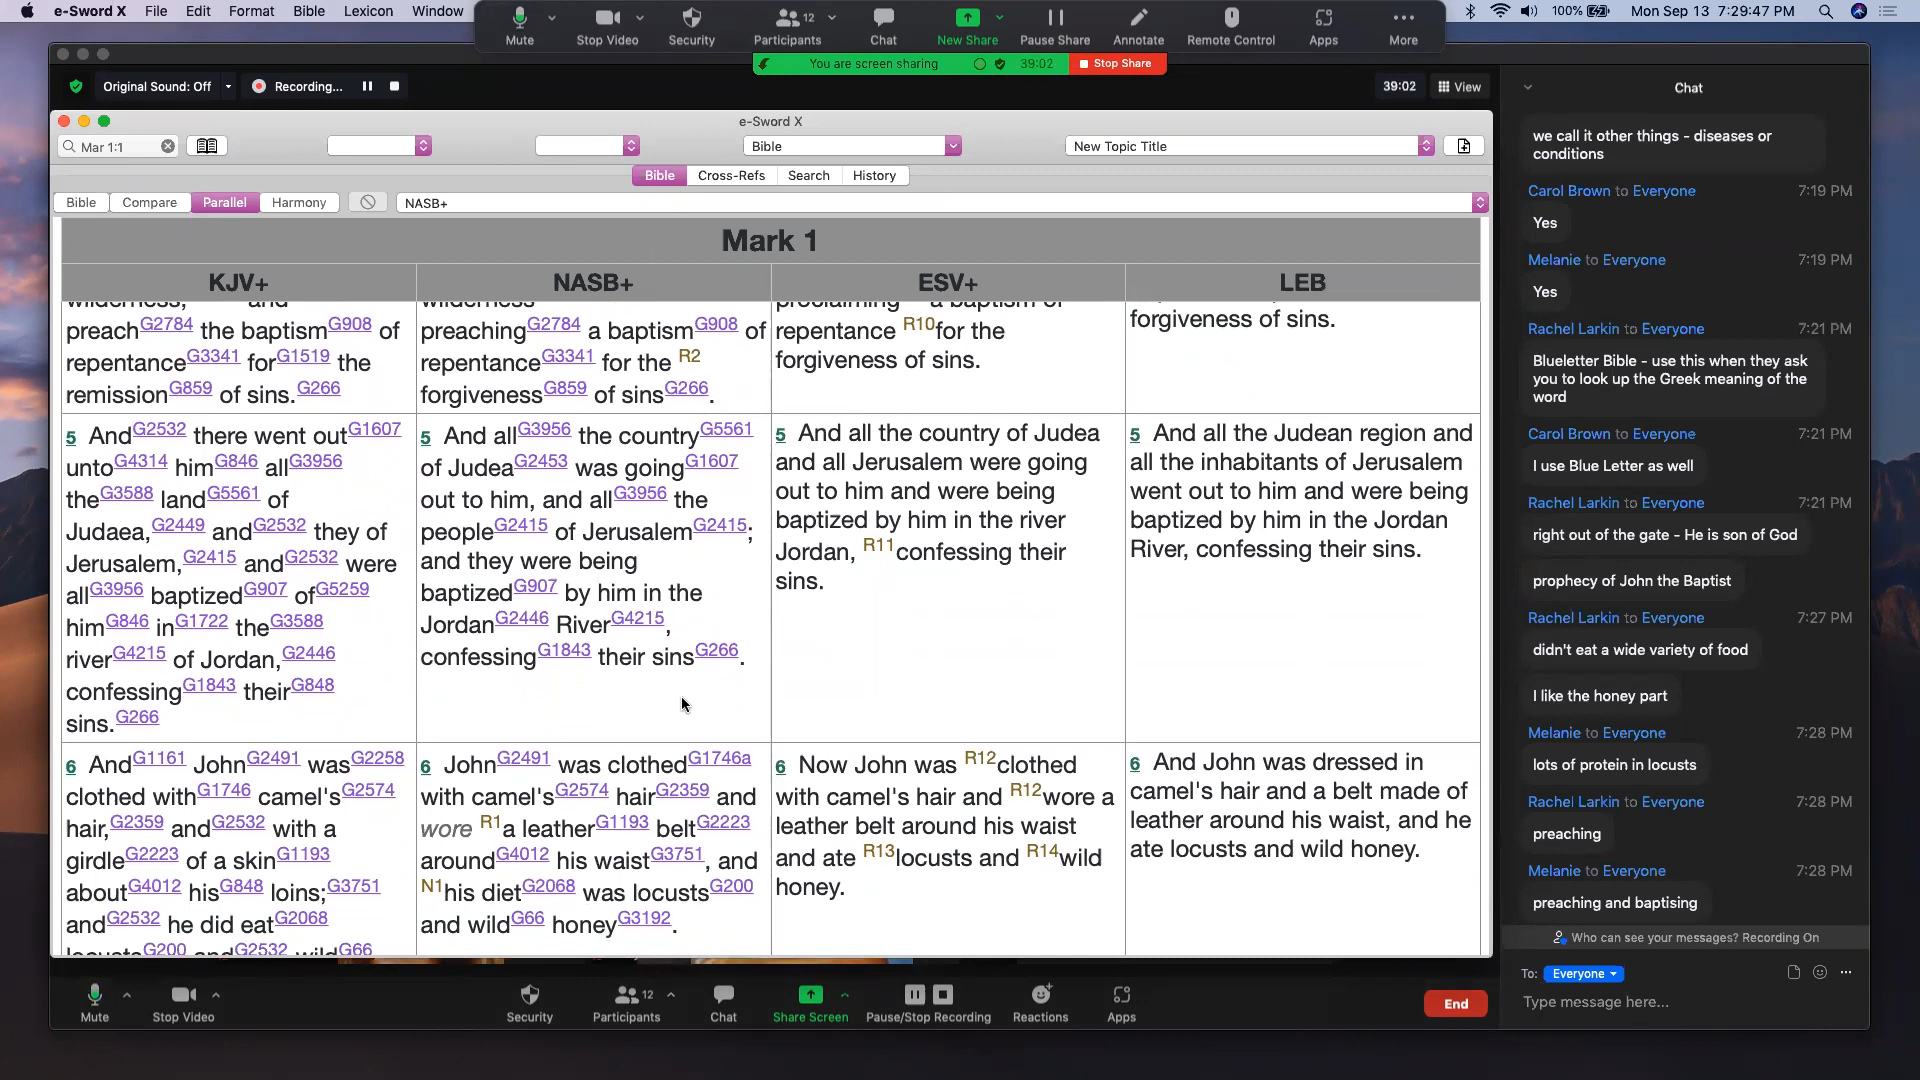 e-Sword X File Edit Format Bible Lexicon Window
100% Mon Sep 13 7:29:47 PM
Mute Stop Video Security Participants 12 Chat New Share Pause Share Annotate Remote Control Apps More
You are screen sharing 39:02 Stop Share
Original Sound: Off Recording... 39:02 View
e-Sword X
Mar 1:1 Bible New Topic Title
Bible Cross-Refs Search History
Bible Compare Parallel Harmony NASB+
Mark 1
KJV+ NASB+ ESV+ LEB
wilderness, and
preachG2784 the baptismG908 of
repentanceG3341 forG1519 the
remissionG859 of sins.G266
wilderness
preachingG2784 a baptismG908 of
repentanceG3341 for the R2
forgivenessG859 of sinsG266.
proclaiming a baptism of
repentance R10for the
forgiveness of sins.
forgiveness of sins.
5 AndG2532 there went outG1607
untoG4314 himG846 allG3956
theG3588 landG5561 of
Judaea,G2449 andG2532 they of
Jerusalem,G2415 andG2532 were
allG3956 baptizedG907 ofG5259
himG846 inG1722 theG3588
riverG4215 of Jordan,G2446
confessingG1843 theirG848
sins.G266
5 And allG3956 the countryG5561
of JudeaG2453 was goingG1607
out to him, and allG3956 the
peopleG2415 of JerusalemG2415;
and they were being
baptizedG907 by him in the
JordanG2446 RiverG4215,
confessingG1843 their sinsG266.
5 And all the country of Judea
and all Jerusalem were going
out to him and were being
baptized by him in the river
Jordan, R11confessing their
sins.
5 And all the Judean region and
all the inhabitants of Jerusalem
went out to him and were being
baptized by him in the Jordan
River, confessing their sins.
6 AndG1161 JohnG2491 wasG2258
clothed withG1746 camel'sG2574
hair,G2359 andG2532 with a
girdleG2223 of a skinG1193
aboutG4012 hisG848 loins;G3751
andG2532 he did eatG2068
locustsG200 andG2532 wildG66
6 JohnG2491 was clothedG1746a
with camel'sG2574 hairG2359 and
wore R1a leatherG1193 beltG2223
aroundG4012 his waistG3751, and
N1his dietG2068 was locustsG200
and wildG66 honeyG3192.
6 Now John was R12clothed
with camel's hair and R12wore a
leather belt around his waist
and ate R13locusts and R14wild
honey.
6 And John was dressed in
camel's hair and a belt made of
leather around his waist, and he
ate locusts and wild honey.
Chat
we call it other things - diseases or
conditions
Carol Brown to Everyone 7:19 PM
Yes
Melanie to Everyone 7:19 PM
Yes
Rachel Larkin to Everyone 7:21 PM
Blueletter Bible - use this when they ask
you to look up the Greek meaning of the
word
Carol Brown to Everyone 7:21 PM
I use Blue Letter as well
Rachel Larkin to Everyone 7:21 PM
right out of the gate - He is son of God
prophecy of John the Baptist
Rachel Larkin to Everyone 7:27 PM
didn't eat a wide variety of food
I like the honey part
Melanie to Everyone 7:28 PM
lots of protein in locusts
Rachel Larkin to Everyone 7:28 PM
preaching
Melanie to Everyone 7:28 PM
preaching and baptising
Who can see your messages? Recording On
To: Everyone
Type message here...
Mute Stop Video Security Participants 12 Chat Share Screen Pause/Stop Recording Reactions Apps End